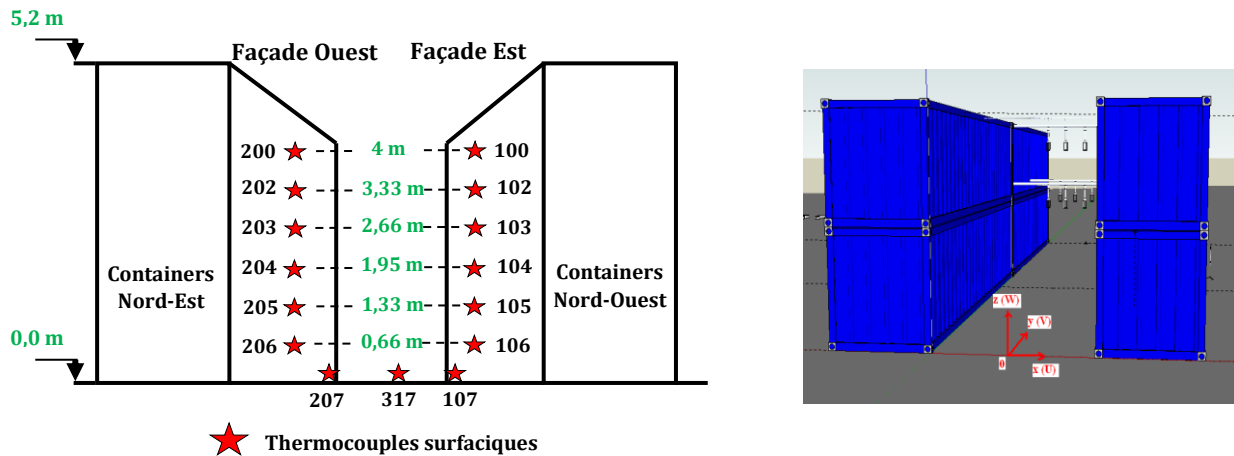 5,2 m
Façade Ouest
Façade Est
200
4 m
100
202
3,33 m
102
203
2,66 m
103
204
1,95 m
104
Containers
Nord-Est
Containers
Nord-Ouest
205
1,33 m
105
0,0 m
206
0,66 m
106
207
317
107
Thermocouples surfaciques
z (W)
y (V)
0
x (U)